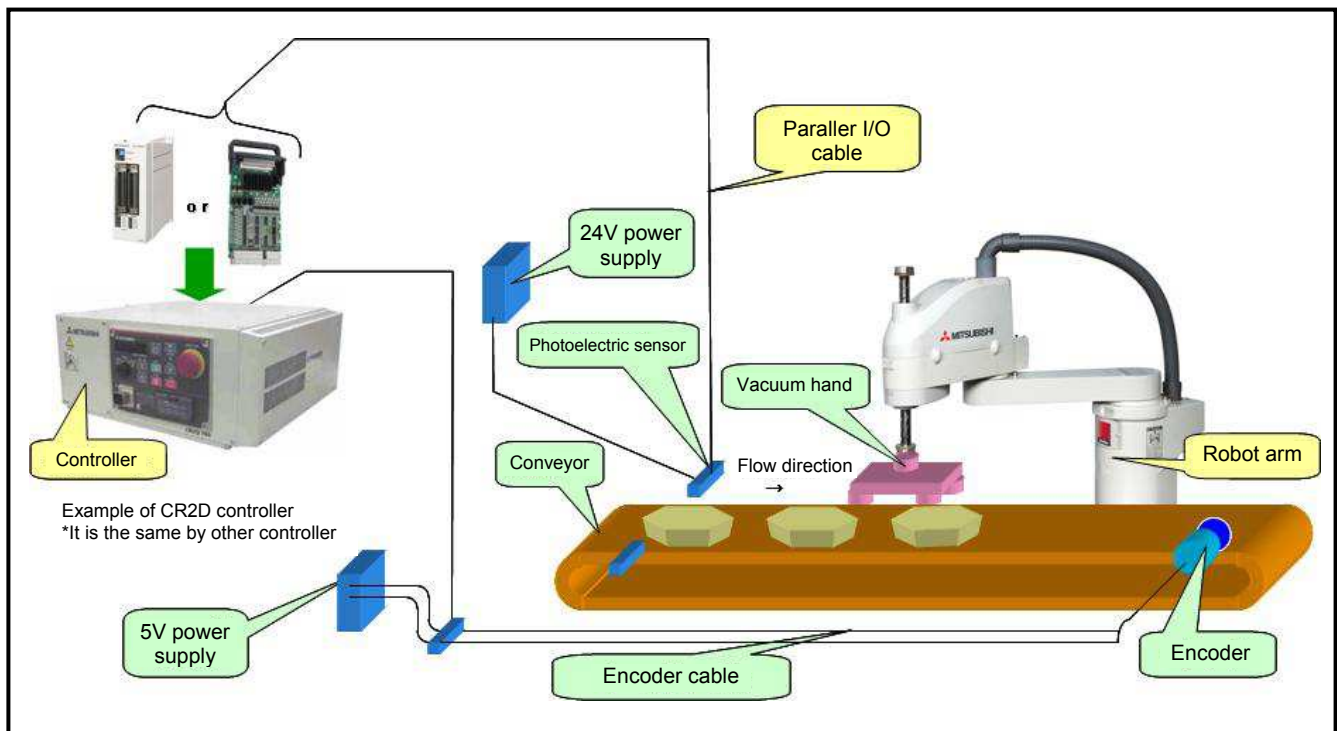 Paraller I/O
cable
o r
24V power
supply
MITSUBISHI
MITSUBISHI
Photoelectric sensor
Vacuum hand
Controller
Conveyor
Flow direction
→
Robot arm
Example of CR2D controller
*It is the same by other controller
5V power
supply
Encoder cable
Encoder